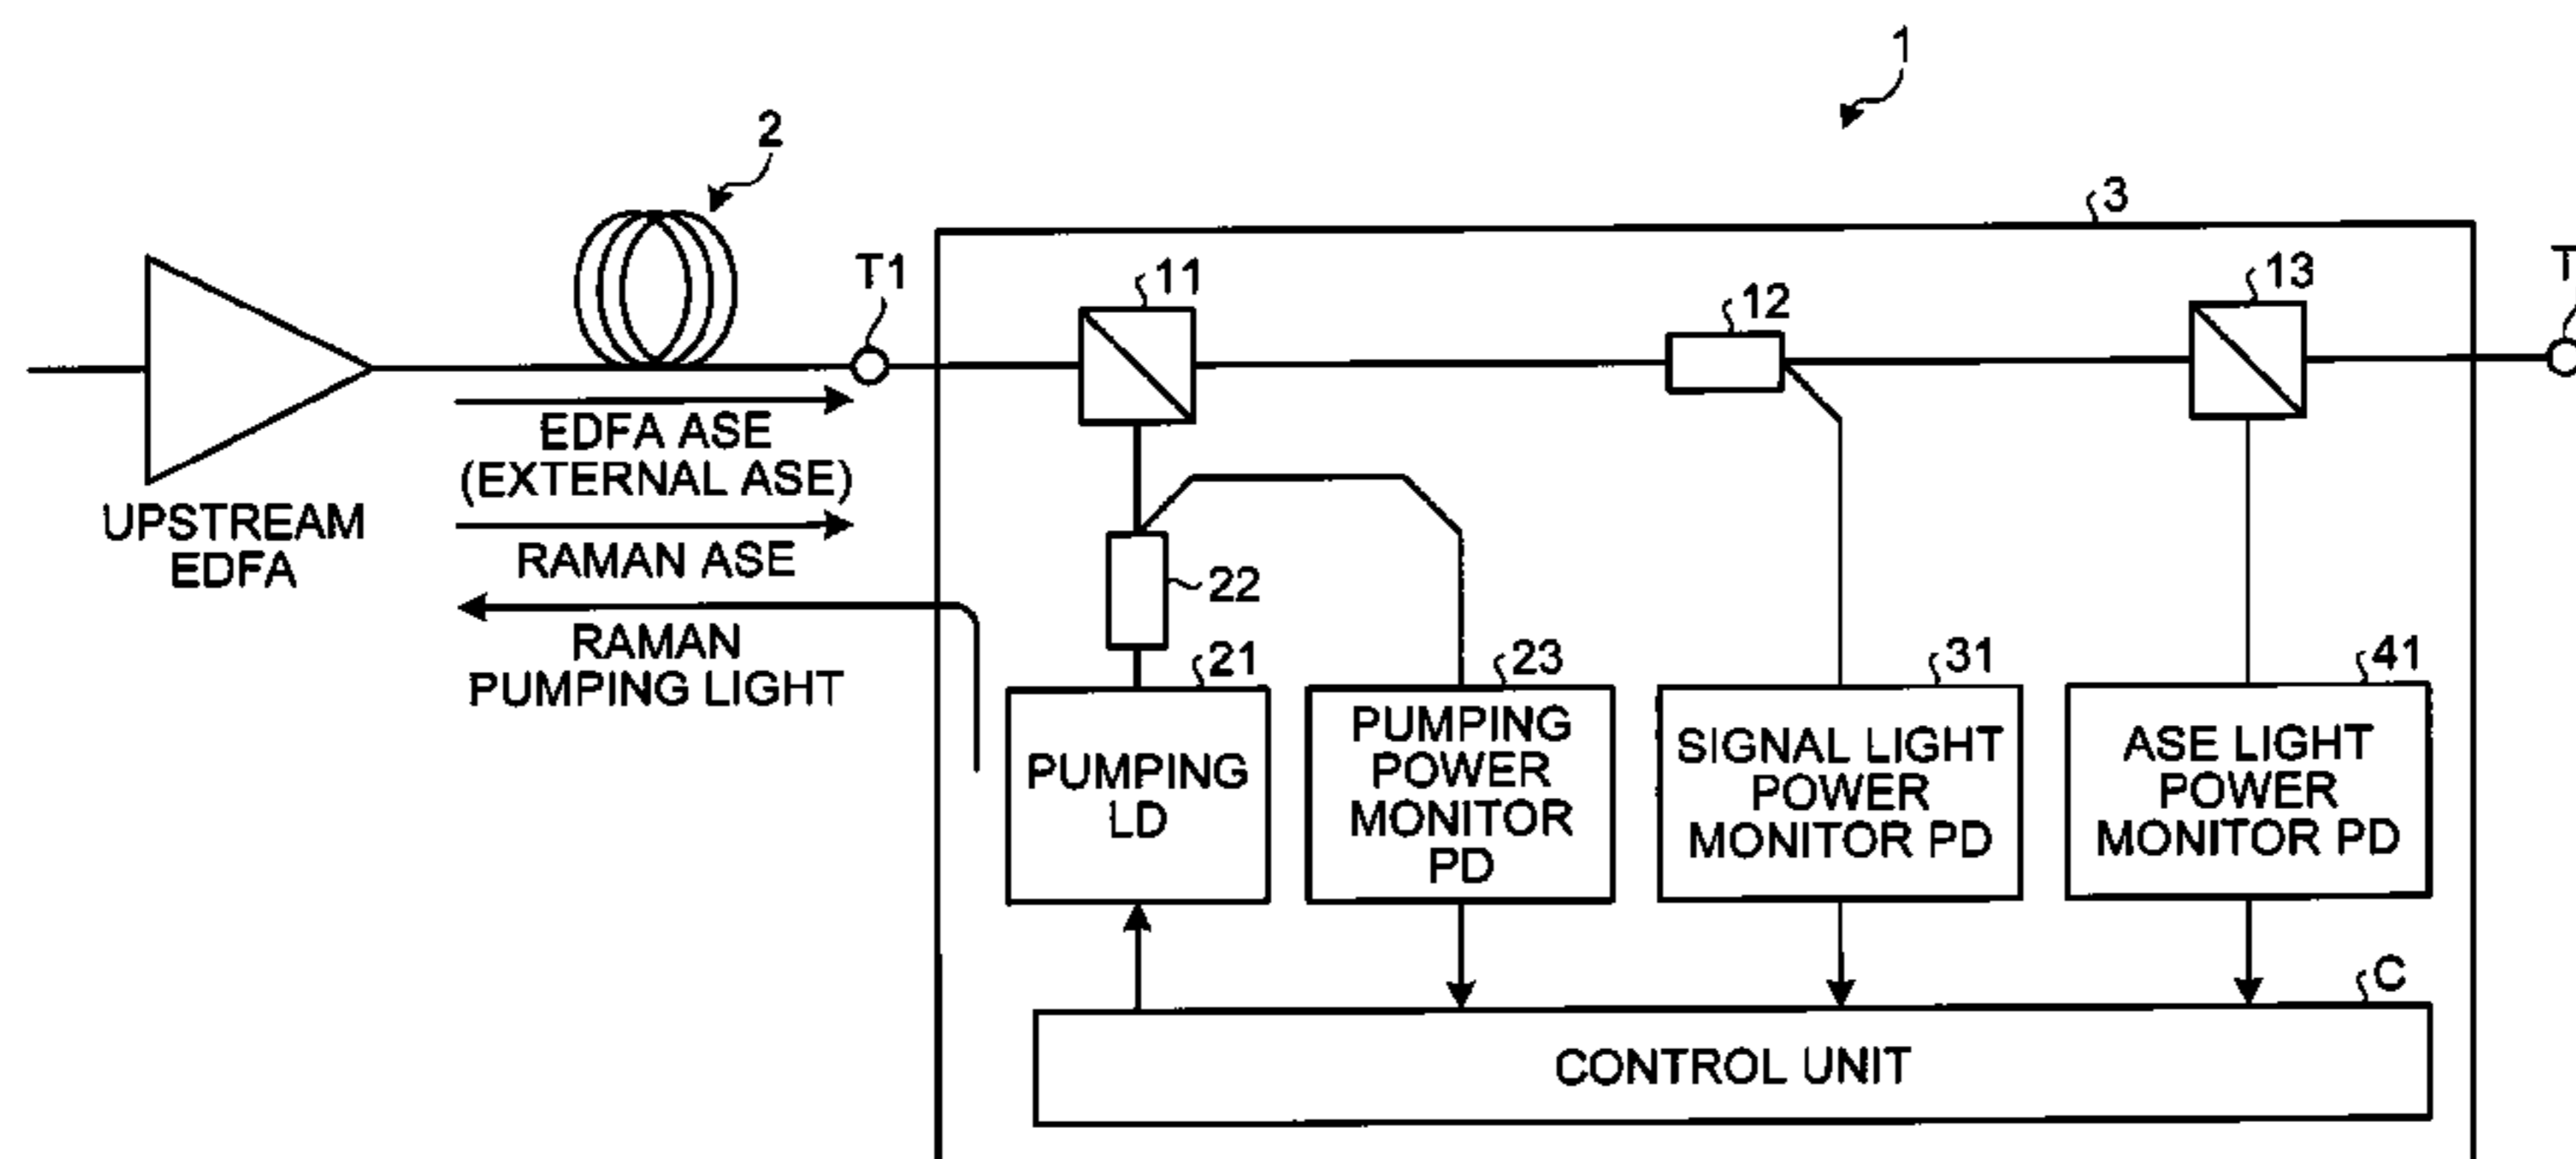 1
2
3
T1
11
12
13
T
EDFA ASE
(EXTERNAL ASE)
UPSTREAM
EDFA
RAMAN ASE
RAMAN
PUMPING LIGHT
22
21
23
31
41
PUMPING
LD
PUMPING
POWER
MONITOR
PD
SIGNAL LIGHT
POWER
MONITOR PD
ASE LIGHT
POWER
MONITOR PD
C
CONTROL UNIT